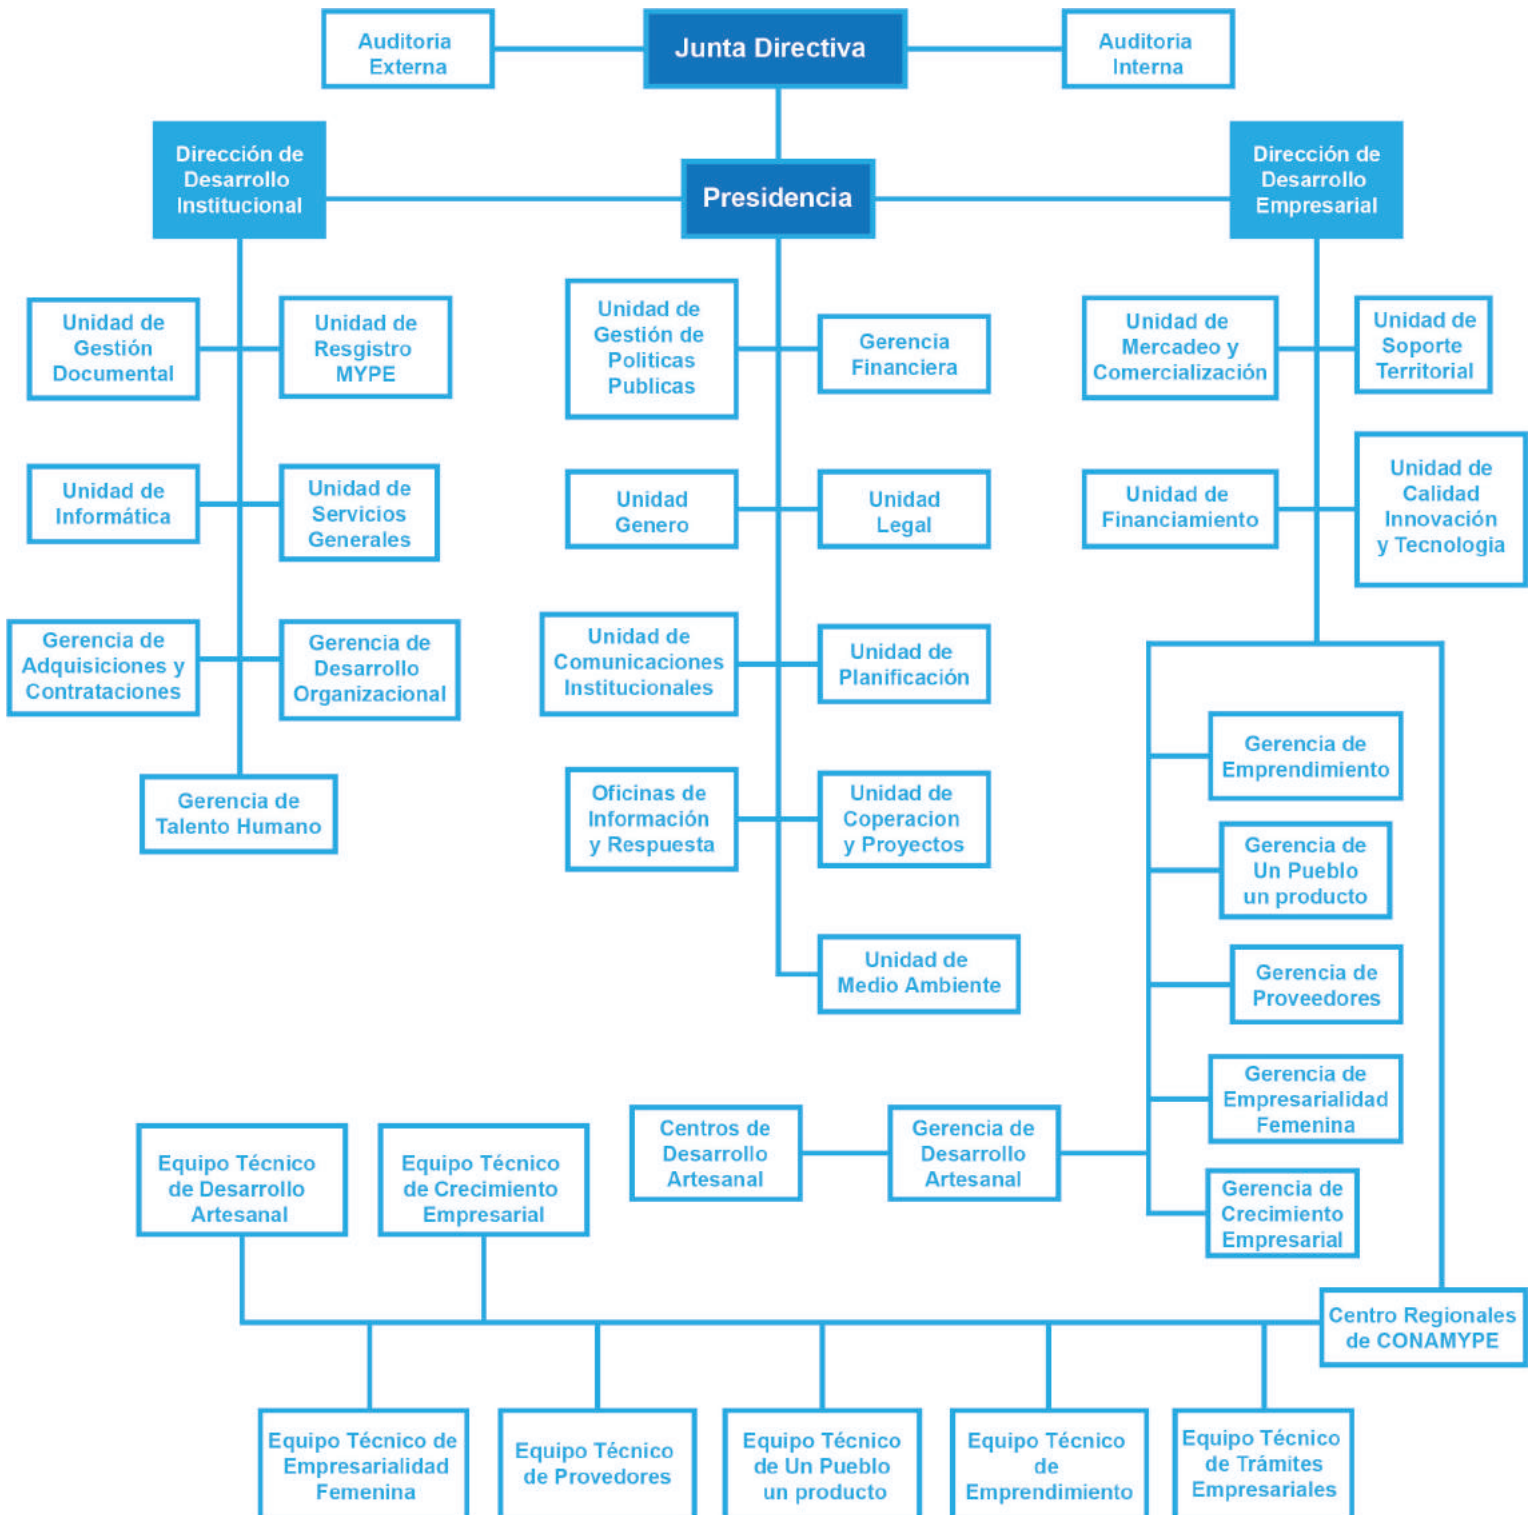 Auditoria
Externa
Junta Directiva
Auditoria
Interna
Dirección de
Desarrollo
Institucional
Presidencia
Dirección de
Desarrollo
Empresarial
Unidad de
Gestión
Documental
Unidad de
Resgistro
MYPE
Unidad de
Gestión de
Politicas
Publicas
Gerencia
Financiera
Unidad de
Mercadeo y
Comercialización
Unidad de
Soporte
Territorial
Unidad de
Informática
Unidad de
Servicios
Generales
Unidad
Genero
Unidad
Legal
Unidad de
Financiamiento
Unidad de
Calidad
Innovación
y Tecnologia
Gerencia de
Adquisiciones y
Contrataciones
Gerencia de
Desarrollo
Organizacional
Unidad de
Comunicaciones
Institucionales
Unidad de
Planificación
Gerencia de
Emprendimiento
Gerencia de
Talento Humano
Oficinas de
Información
y Respuesta
Unidad de
Coperacion
y Proyectos
Gerencia de
Un Pueblo
un producto
Unidad de
Medio Ambiente
Gerencia de
Proveedores
Gerencia de
Empresarialidad
Femenina
Centros de
Desarrollo
Artesanal
Gerencia de
Desarrollo
Artesanal
Equipo Técnico
de Desarrollo
Artesanal
Equipo Técnico
de Crecimiento
Empresarial
Gerencia de
Crecimiento
Empresarial
Centro Regionales
de CONAMYPE
Equipo Técnico de
Empresarialidad
Femenina
Equipo Técnico
de Provedores
Equipo Técnico
de Un Pueblo
un producto
Equipo Técnico
de
Emprendimiento
Equipo Técnico
de Trámites
Empresariales